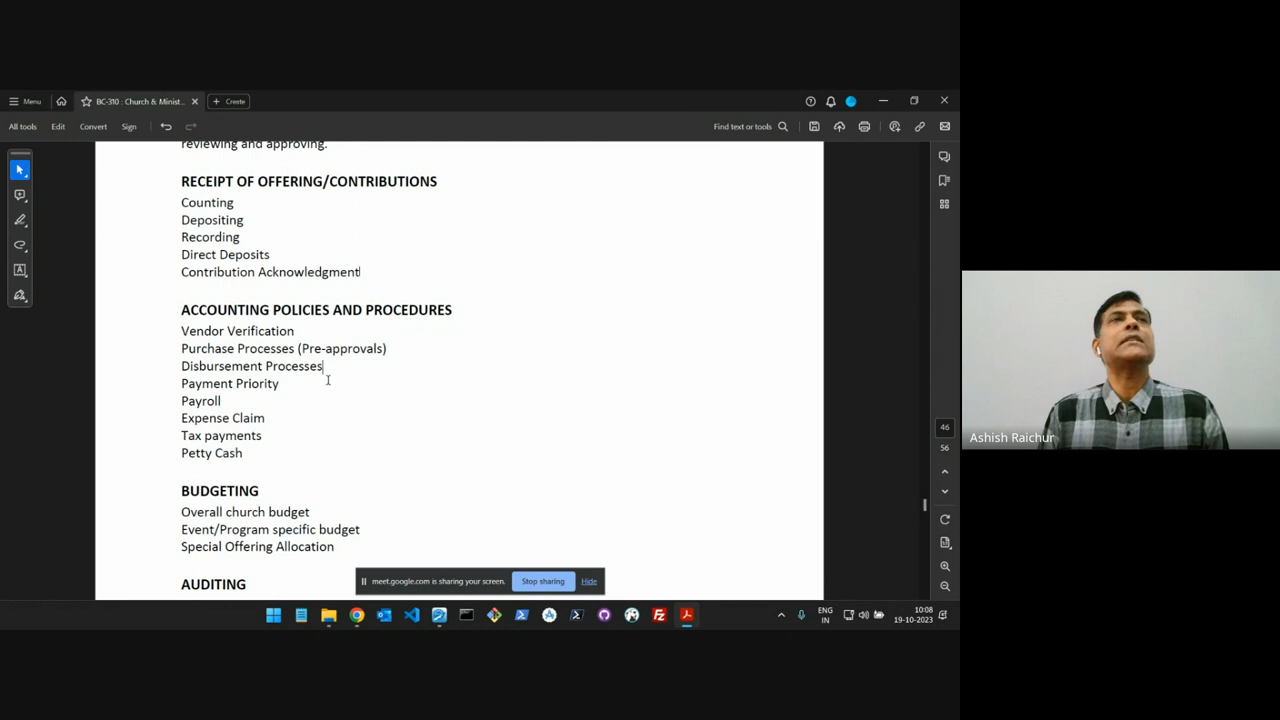 Menu
BC-310 : Church & Minist...
Create
All tools
Edit
Convert
Sign
Find text or tools
reviewing and approving.
RECEIPT OF OFFERING/CONTRIBUTIONS
Counting
Depositing
Recording
Direct Deposits
Contribution Acknowledgment
ACCOUNTING POLICIES AND PROCEDURES
Vendor Verification
Purchase Processes (Pre-approvals)
Disbursement Processes
Payment Priority
Payroll
Expense Claim
Tax payments
Petty Cash
BUDGETING
Overall church budget
Event/Program specific budget
Special Offering Allocation
AUDITING
46
56
meet.google.com is sharing your screen.
Stop sharing
Hide
ENG
IN
10:08
19-10-2023
Ashish Raichur